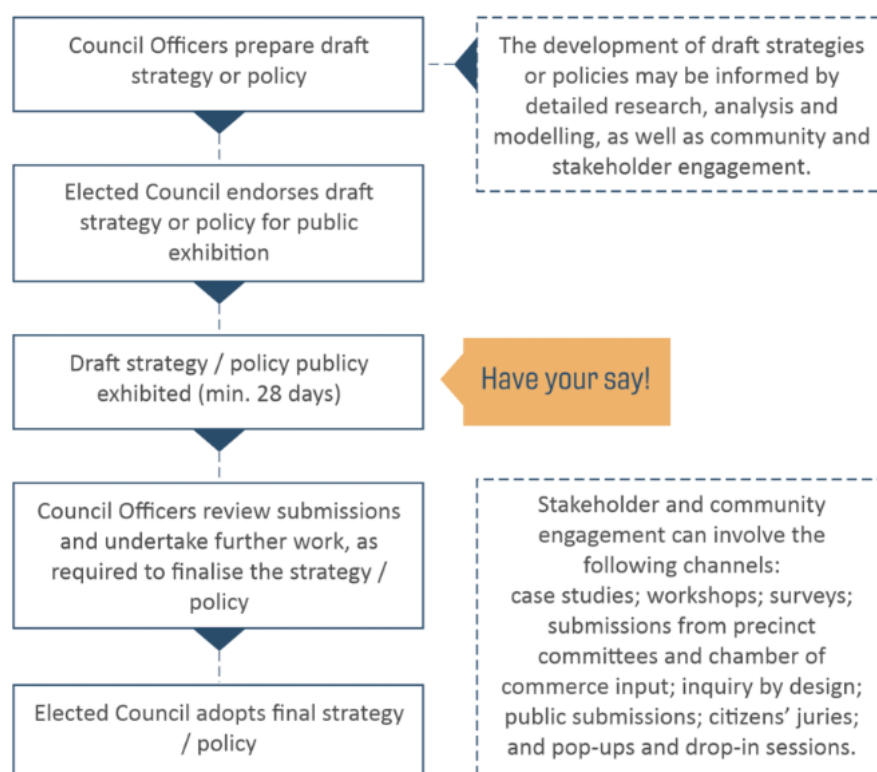 Council Officers prepare draft
strategy or policy
The development of draft strategies
or policies may be informed by
detailed research, analysis and
modelling, as well as community and
stakeholder engagement.
Elected Council endorses draft
strategy or policy for public
exhibition
Draft strategy / policy publicy
exhibited (min. 28 days)
Have your say!
Council Officers review submissions
and undertake further work, as
required to finalise the strategy /
policy
Stakeholder and community
engagement can involve the
following channels:
case studies; workshops; surveys;
submissions from precinct
committees and chamber of
commerce input; inquiry by design;
public submissions; citizens’ juries;
and pop-ups and drop-in sessions.
Elected Council adopts final strategy
/ policy